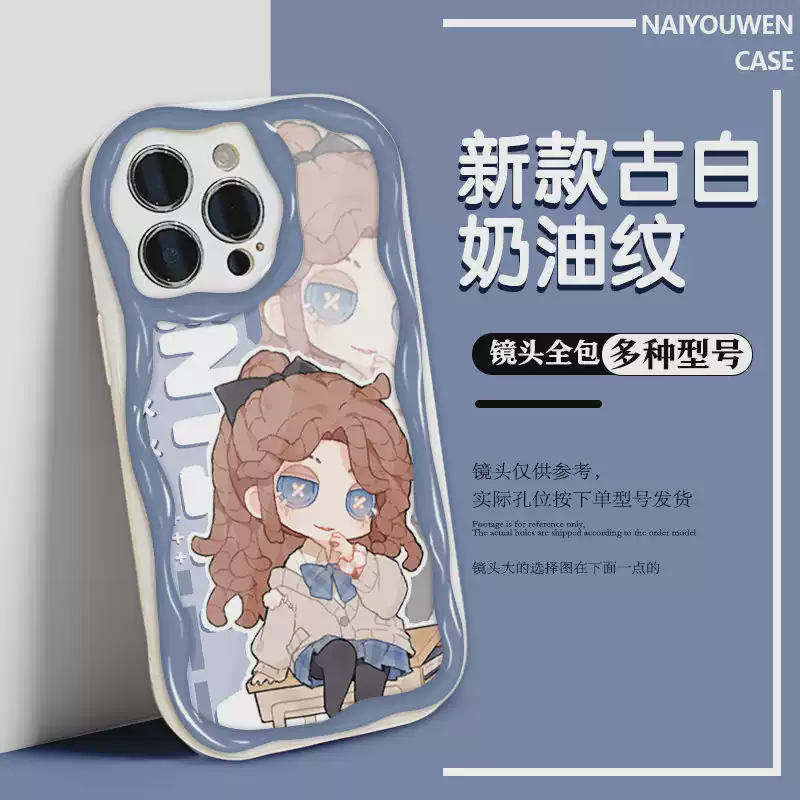 NAIYOUWEN
CASE
新款古白
奶油纹
镜头全包 多种型号
镜头仅供参考，
实际孔位按下单型号发货
Footage is for reference only,
The actual holes are shipped according to the order model
镜头大的选择图在下面一点的